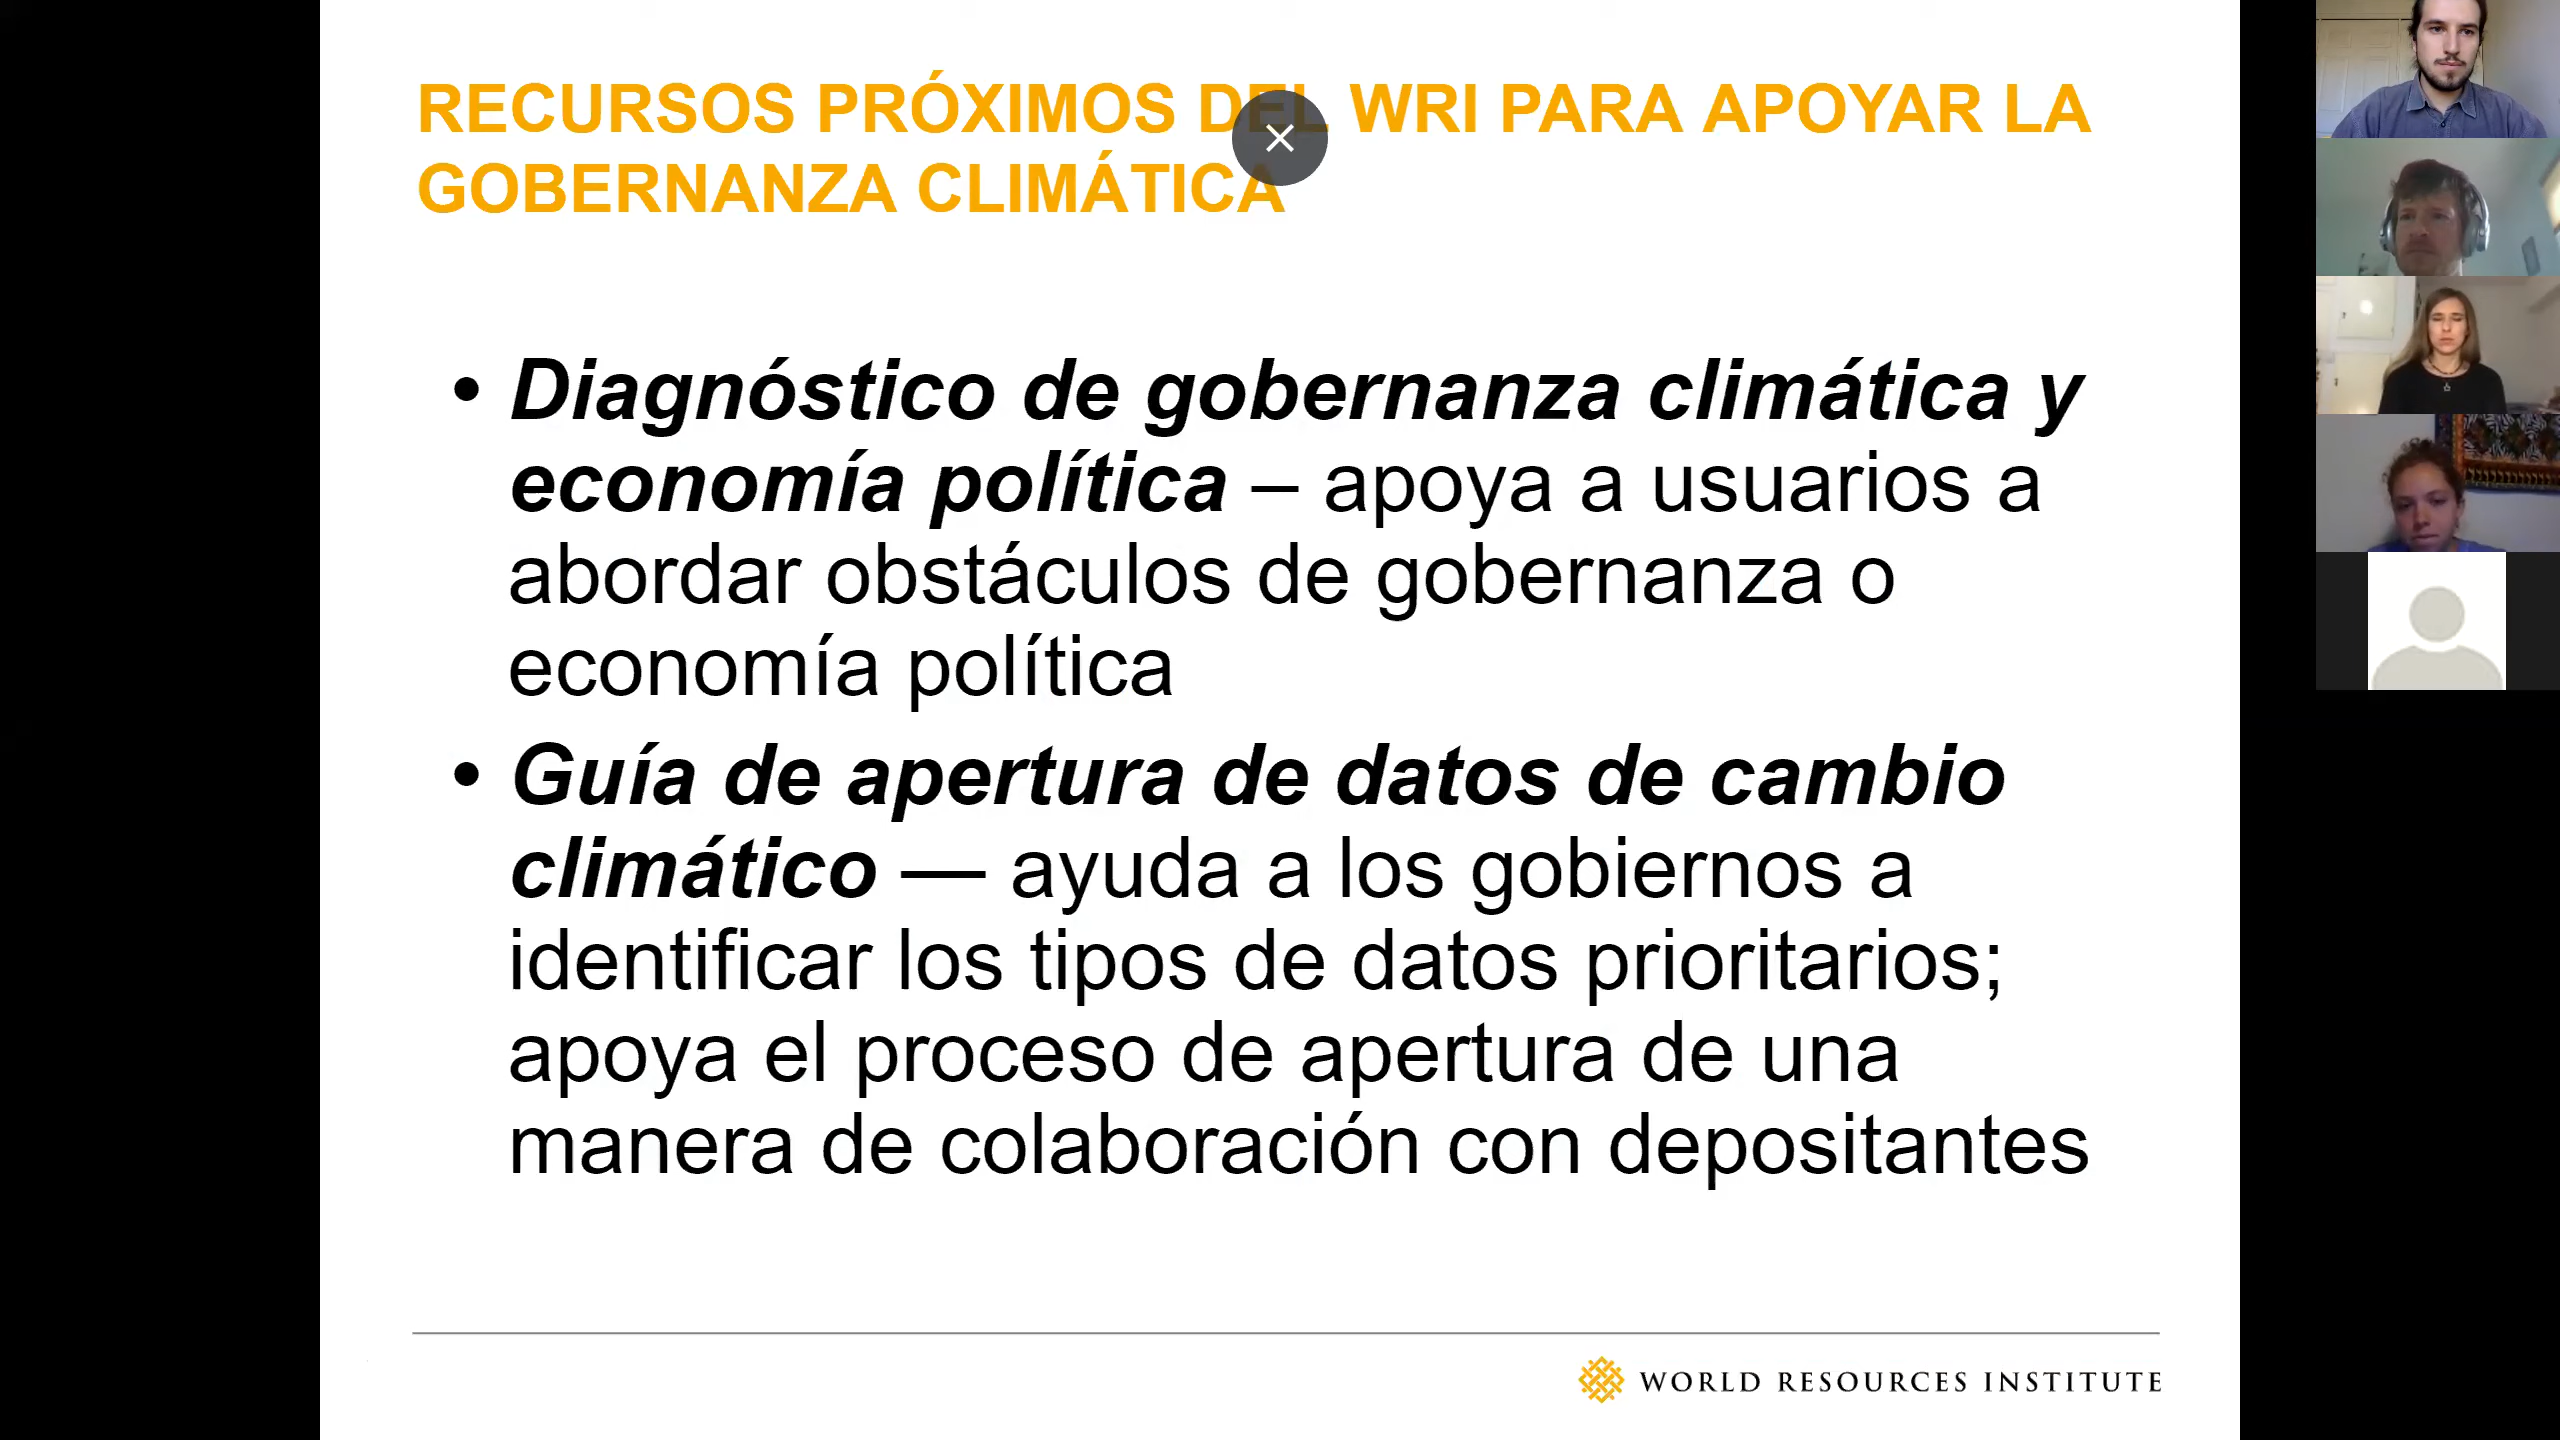 RECURSOS PRÓXIMOS DEL WRI PARA APOYAR LA
GOBERNANZA CLIMÁTICA
• Diagnóstico de gobernanza climática y
economía política – apoya a usuarios a
abordar obstáculos de gobernanza o
economía política
• Guía de apertura de datos de cambio
climático — ayuda a los gobiernos a
identificar los tipos de datos prioritarios;
apoya el proceso de apertura de una
manera de colaboración con depositantes
WORLD RESOURCES INSTITUTE